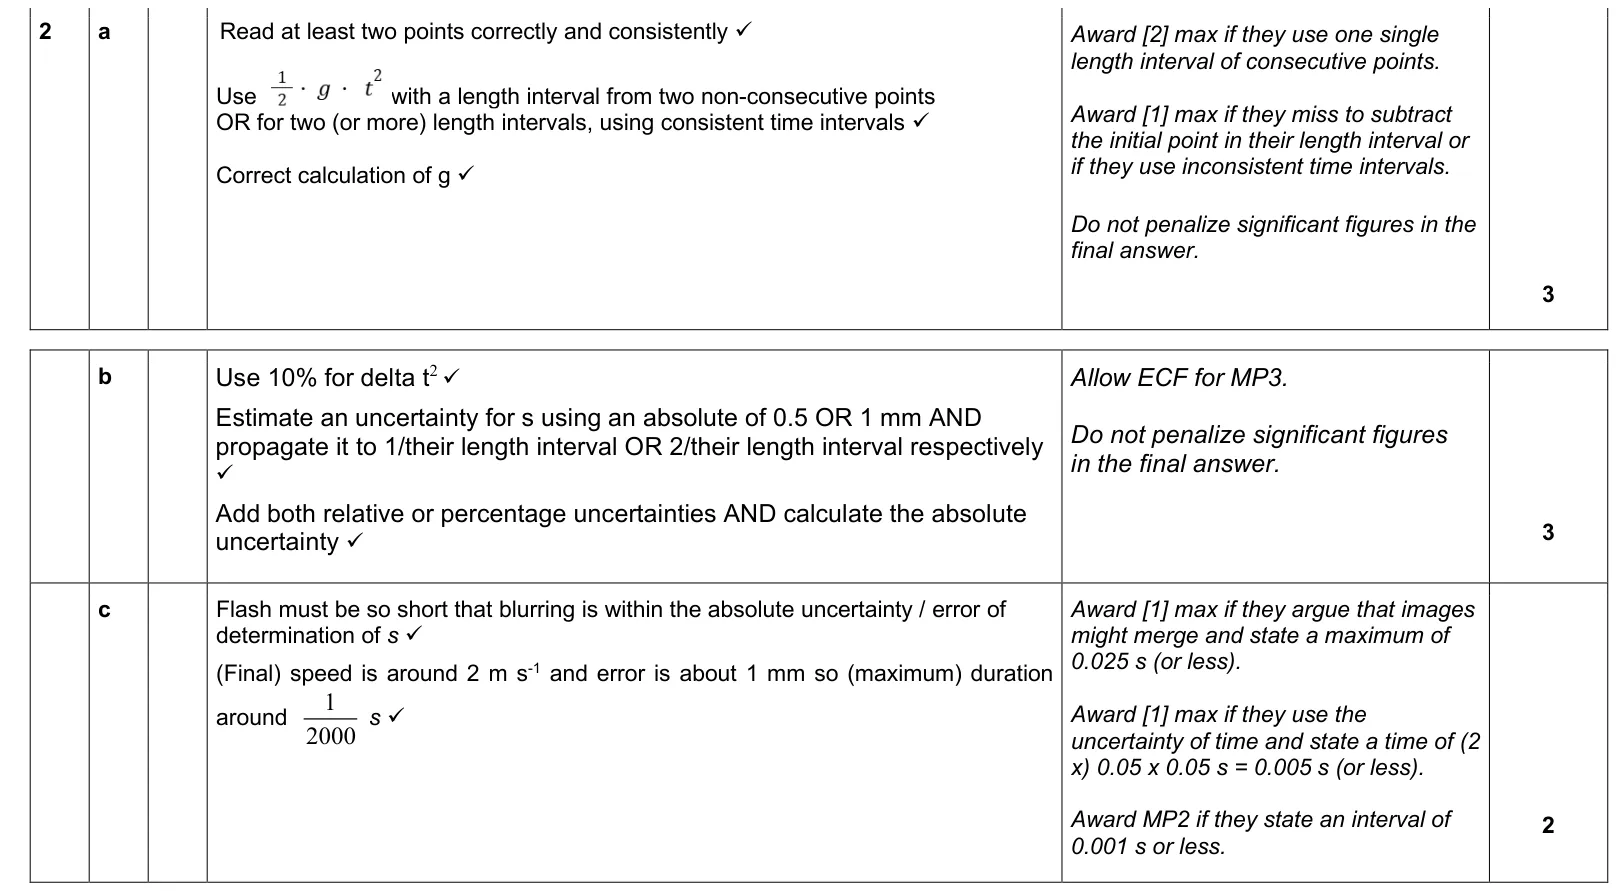 2 a Read at least two points correctly and consistently ✓
Use 1/2 · g · t² with a length interval from two non-consecutive points
OR for two (or more) length intervals, using consistent time intervals ✓
Correct calculation of g ✓
Award [2] max if they use one single
length interval of consecutive points.
Award [1] max if they miss to subtract
the initial point in their length interval or
if they use inconsistent time intervals.
Do not penalize significant figures in the
final answer.
3
b Use 10% for delta t² ✓
Estimate an uncertainty for s using an absolute of 0.5 OR 1 mm AND
propagate it to 1/their length interval OR 2/their length interval respectively
✓
Add both relative or percentage uncertainties AND calculate the absolute
uncertainty ✓
Allow ECF for MP3.
Do not penalize significant figures
in the final answer.
3
c Flash must be so short that blurring is within the absolute uncertainty / error of
determination of s ✓
(Final) speed is around 2 m s⁻¹ and error is about 1 mm so (maximum) duration
around 1/2000 s ✓
Award [1] max if they argue that images
might merge and state a maximum of
0.025 s (or less).
Award [1] max if they use the
uncertainty of time and state a time of (2
x) 0.05 x 0.05 s = 0.005 s (or less).
Award MP2 if they state an interval of
0.001 s or less.
2